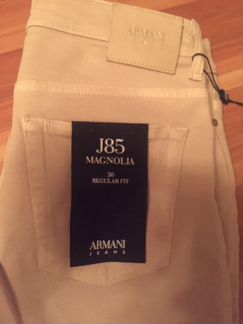 ARMANI
J85
MAGNOLIA
26
REGULAR FIT
ARMANI
JEANS